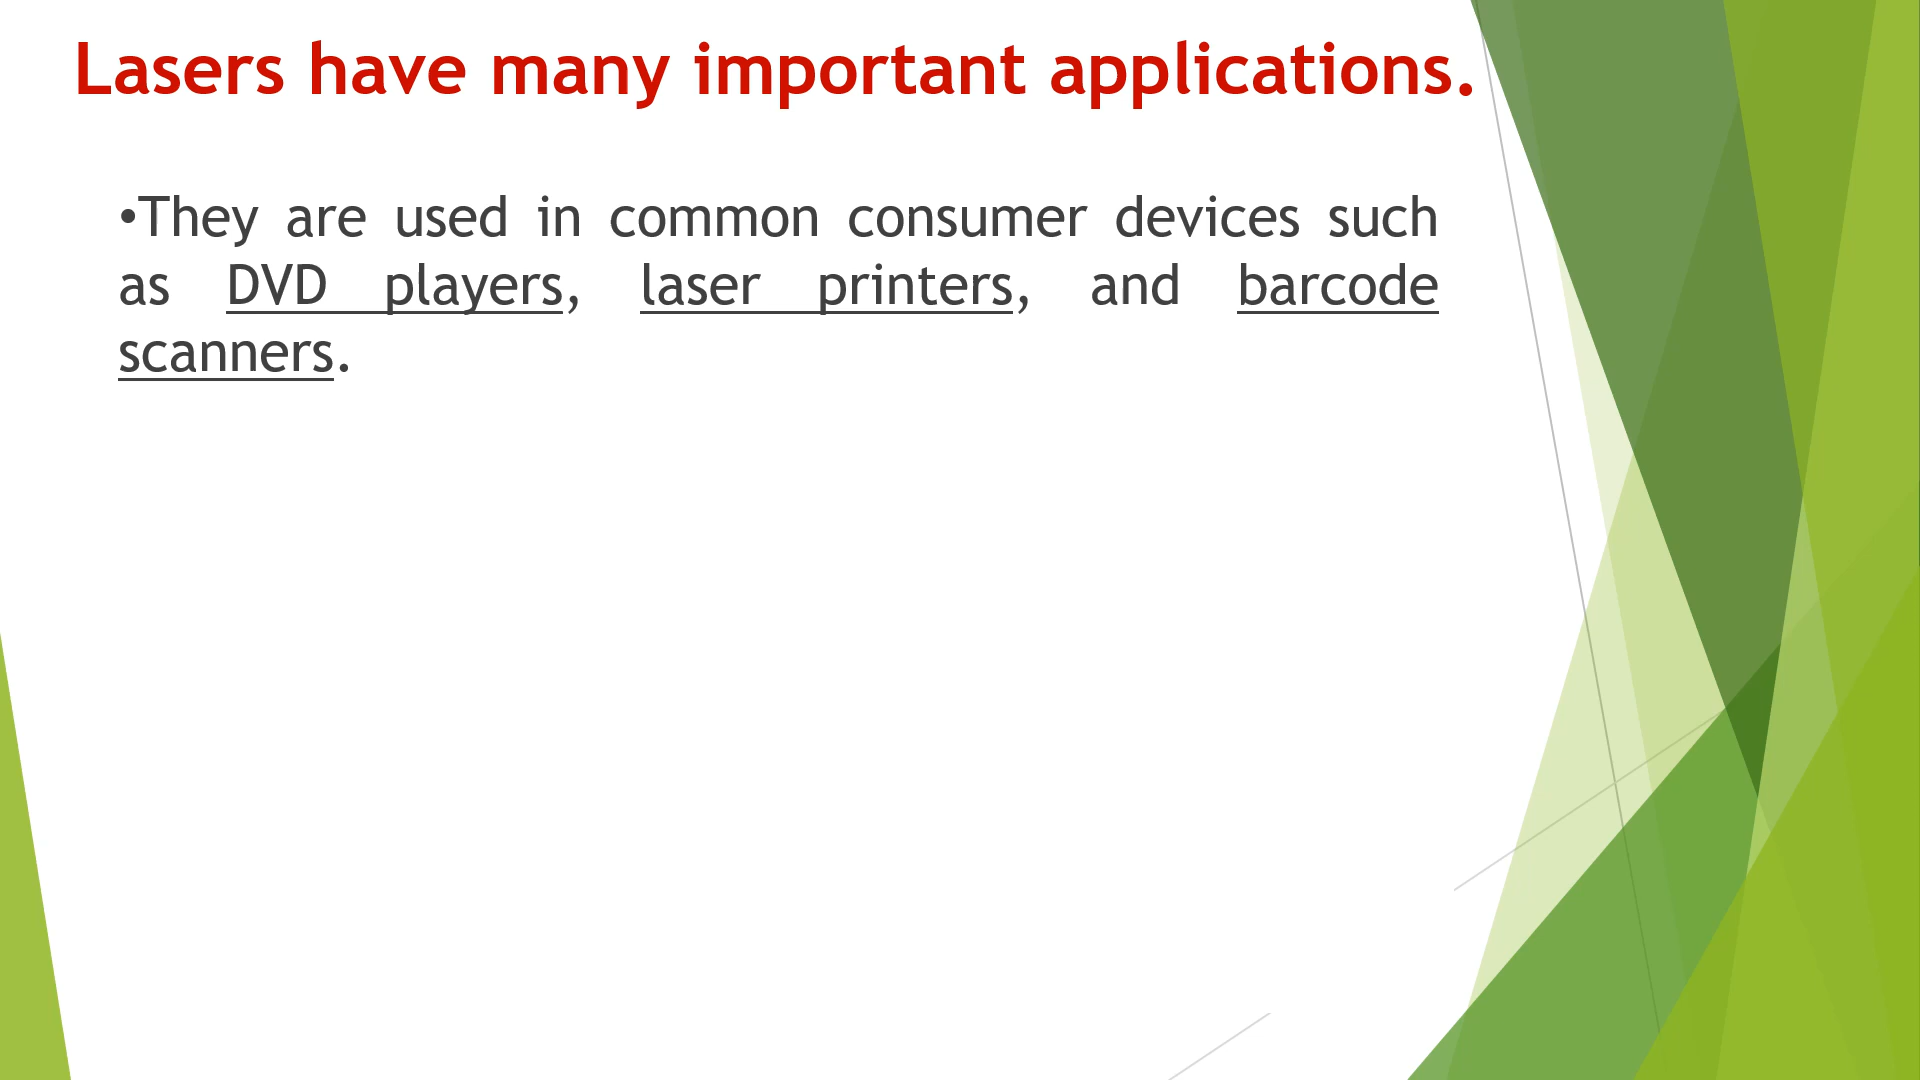 Lasers have many important applications.
•They are used in common consumer devices such
as DVD players, laser printers, and barcode
scanners.